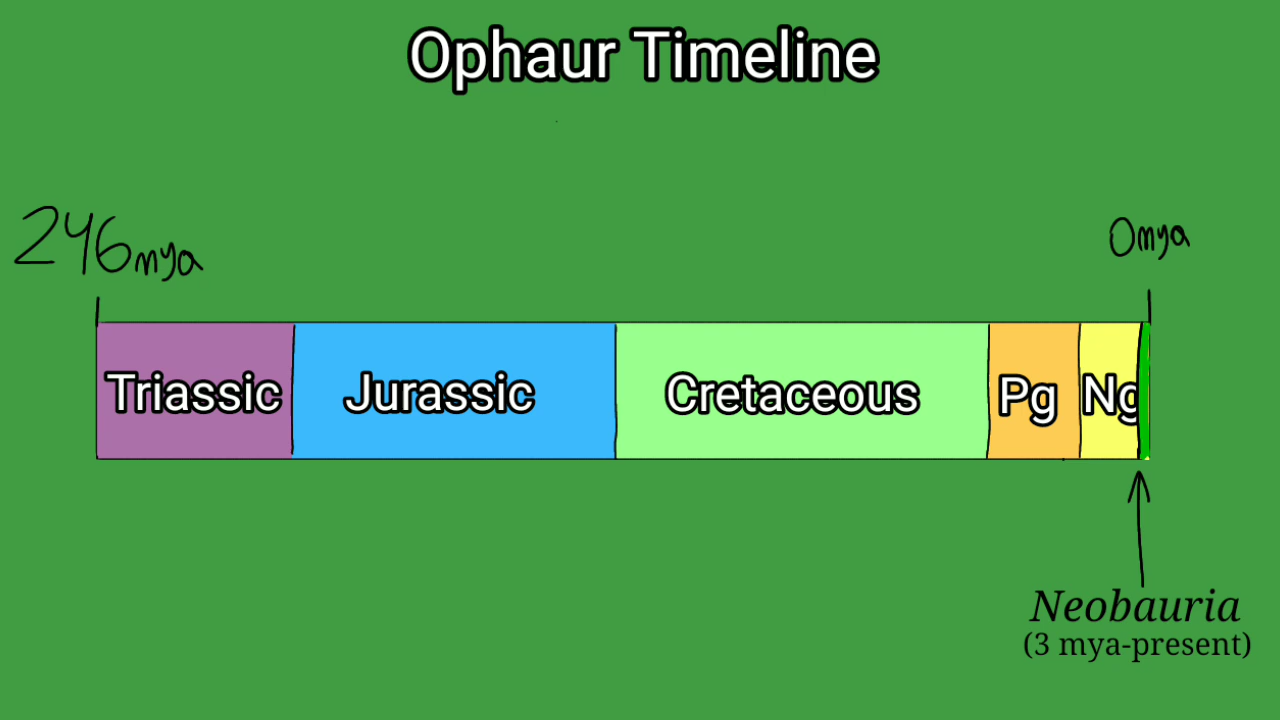 Ophaur Timeline
246mya
0mya
Triassic Jurassic Cretaceous Pg Ng
Neobauria
(3 mya-present)